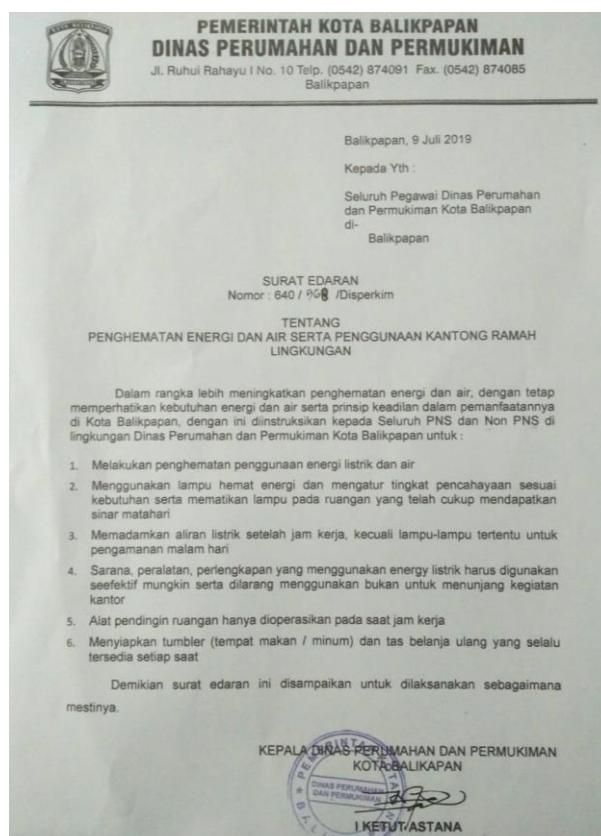 PEMERINTAH KOTA BALIKPAPAN
DINAS PERUMAHAN DAN PERMUKIMAN
Jl. Ruhui Rahayu I No. 10 Telp. (0542) 874091 Fax. (0542) 874085
Balikpapan
Balikpapan, 9 Juli 2019
Kepada Yth :
Seluruh Pegawai Dinas Perumahan
dan Permukiman Kota Balikpapan
di-
Balikpapan
SURAT EDARAN
Nomor : 640 / /Disperkim
TENTANG
PENGHEMATAN ENERGI DAN AIR SERTA PENGGUNAAN KANTONG RAMAH
LINGKUNGAN
Dalam rangka lebih meningkatkan penghematan energi dan air, dengan tetap
memperhatikan kebutuhan energi dan air serta prinsip keadilan dalam pemanfaatannya
di Kota Balikpapan, dengan ini diinstruksikan kepada Seluruh PNS dan Non PNS di
lingkungan Dinas Perumahan dan Permukiman Kota Balikpapan untuk :
1. Melakukan penghematan penggunaan energi listrik dan air
2. Menggunakan lampu hemat energi dan mengatur tingkat pencahayaan sesuai
kebutuhan serta mematikan lampu pada ruangan yang telah cukup mendapatkan
sinar matahari
3. Memadamkan aliran listrik setelah jam kerja, kecuali lampu-lampu tertentu untuk
pengamanan malam hari
4. Sarana, peralatan, perlengkapan yang menggunakan energy listrik harus digunakan
seefektif mungkin serta dilarang menggunakan bukan untuk menunjang kegiatan
kantor
5. Alat pendingin ruangan hanya dioperasikan pada saat jam kerja
6. Menyiapkan tumbler (tempat makan / minum) dan tas belanja ulang yang selalu
tersedia setiap saat
Demikian surat edaran ini disampaikan untuk dilaksanakan sebagaimana
mestinya.
KEPALA DINAS PERUMAHAN DAN PERMUKIMAN
KOTA BALIKAPAN
DINAS PERUMAHAN
DAN PERMUKIMAN
I KETUT ASTANA